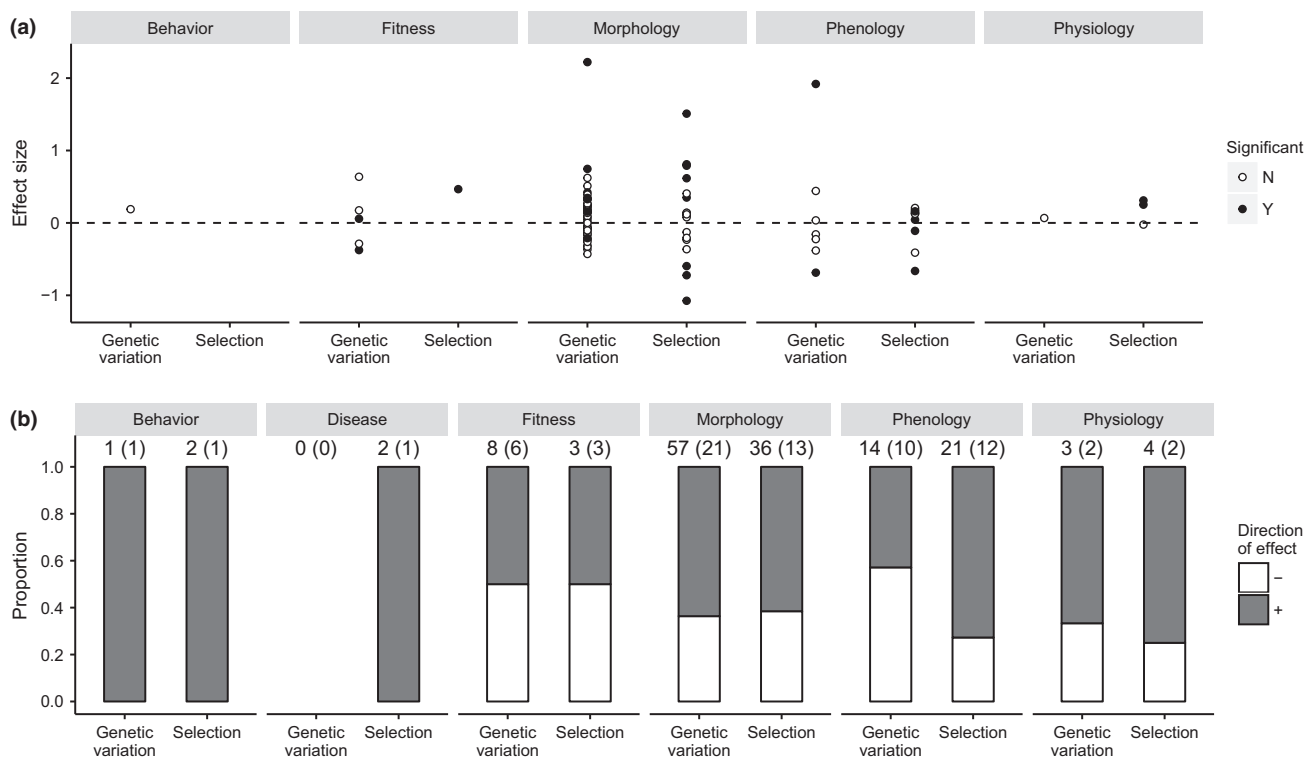 (a)
Behavior Fitness Morphology Phenology Physiology
Effect size
2
1
0
−1
Genetic variation Selection Genetic variation Selection Genetic variation Selection Genetic variation Selection Genetic variation Selection
Significant
N
Y
(b)
Behavior Disease Fitness Morphology Phenology Physiology
1 (1) 2 (1) 0 (0) 2 (1) 8 (6) 3 (3) 57 (21) 36 (13) 14 (10) 21 (12) 3 (2) 4 (2)
Proportion
1.0
0.8
0.6
0.4
0.2
0.0
Genetic variation Selection Genetic variation Selection Genetic variation Selection Genetic variation Selection Genetic variation Selection Genetic variation Selection
Direction
of effect
−
+